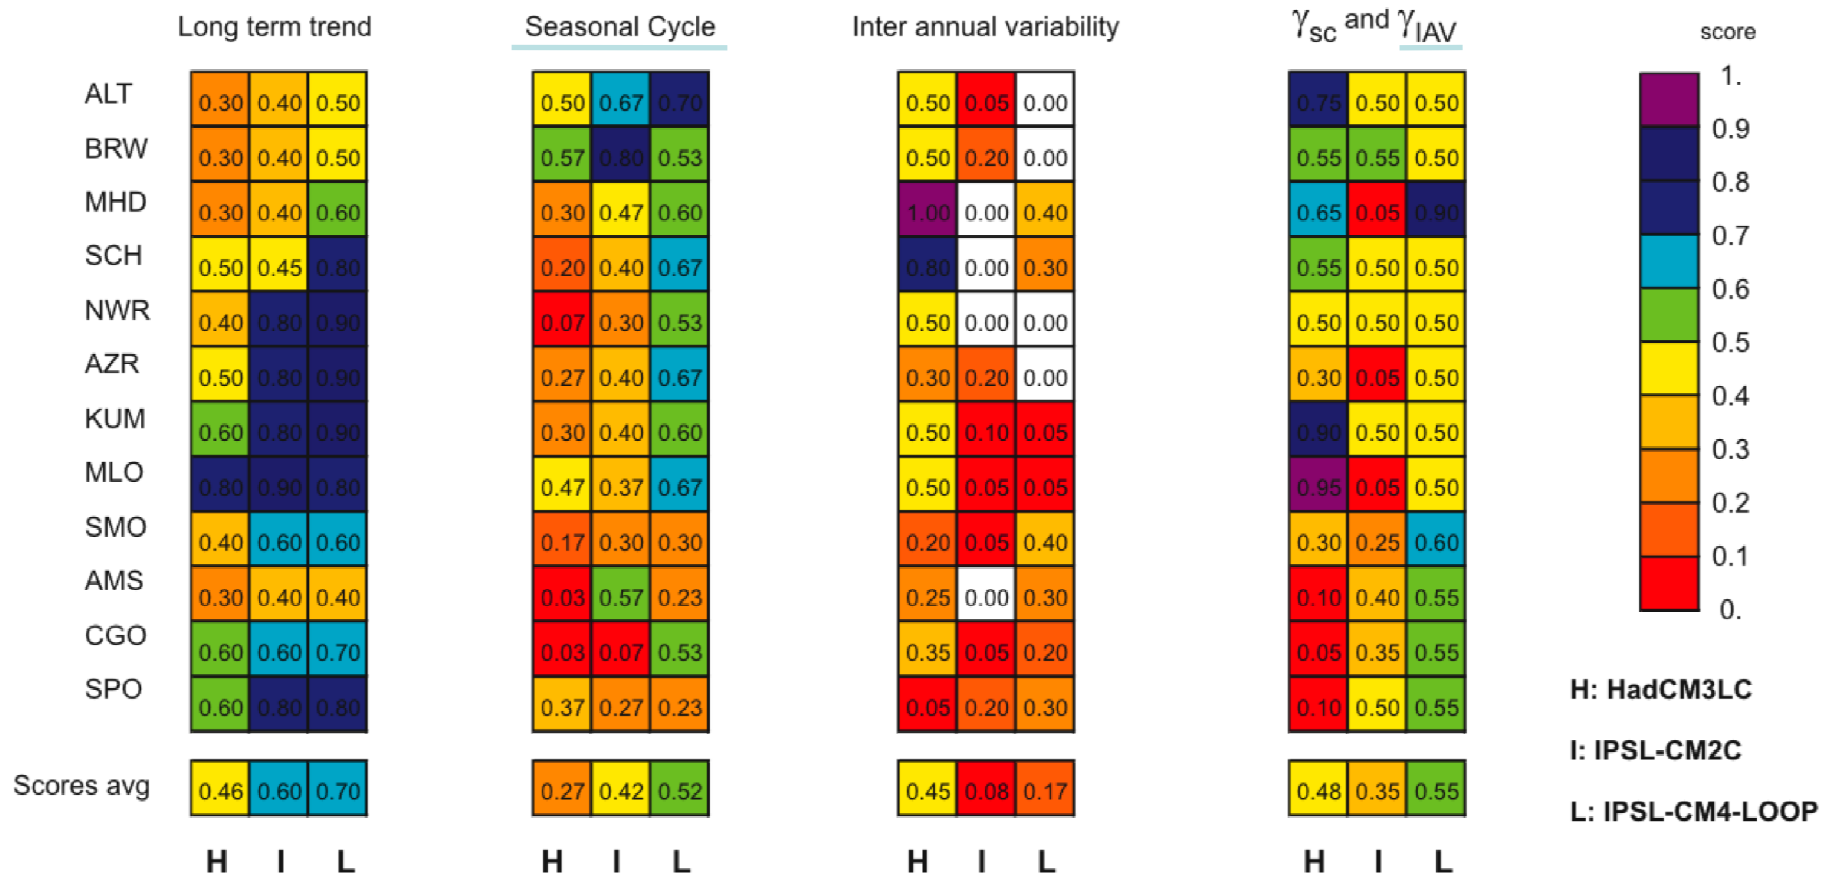 Long term trend Seasonal Cycle Inter annual variability γSC and γIAV score
ALT 0.30 0.40 0.50 0.50 0.67 0.70 0.50 0.05 0.00 0.75 0.50 0.50
BRW 0.30 0.40 0.50 0.57 0.80 0.53 0.50 0.20 0.00 0.55 0.55 0.50
MHD 0.30 0.40 0.60 0.30 0.47 0.60 1.00 0.00 0.40 0.65 0.05 0.90
SCH 0.50 0.45 0.80 0.20 0.40 0.67 0.80 0.00 0.30 0.55 0.50 0.50
NWR 0.40 0.80 0.90 0.07 0.30 0.53 0.50 0.00 0.00 0.50 0.50 0.50
AZR 0.50 0.80 0.90 0.27 0.40 0.67 0.30 0.20 0.00 0.30 0.05 0.50
KUM 0.60 0.80 0.90 0.30 0.40 0.60 0.50 0.10 0.05 0.90 0.50 0.50
MLO 0.80 0.90 0.80 0.47 0.37 0.67 0.50 0.05 0.05 0.95 0.05 0.50
SMO 0.40 0.60 0.60 0.17 0.30 0.30 0.20 0.05 0.40 0.30 0.25 0.60
AMS 0.30 0.40 0.40 0.03 0.57 0.23 0.25 0.00 0.30 0.10 0.40 0.55
CGO 0.60 0.60 0.70 0.03 0.07 0.53 0.35 0.05 0.20 0.05 0.35 0.55
SPO 0.60 0.80 0.80 0.37 0.27 0.23 0.05 0.20 0.30 0.10 0.50 0.55
Scores avg 0.46 0.60 0.70 0.27 0.42 0.52 0.45 0.08 0.17 0.48 0.35 0.55
H I L H I L H I L H I L
1.
0.9
0.8
0.7
0.6
0.5
0.4
0.3
0.2
0.1
0.
H: HadCM3LC
I: IPSL-CM2C
L: IPSL-CM4-LOOP